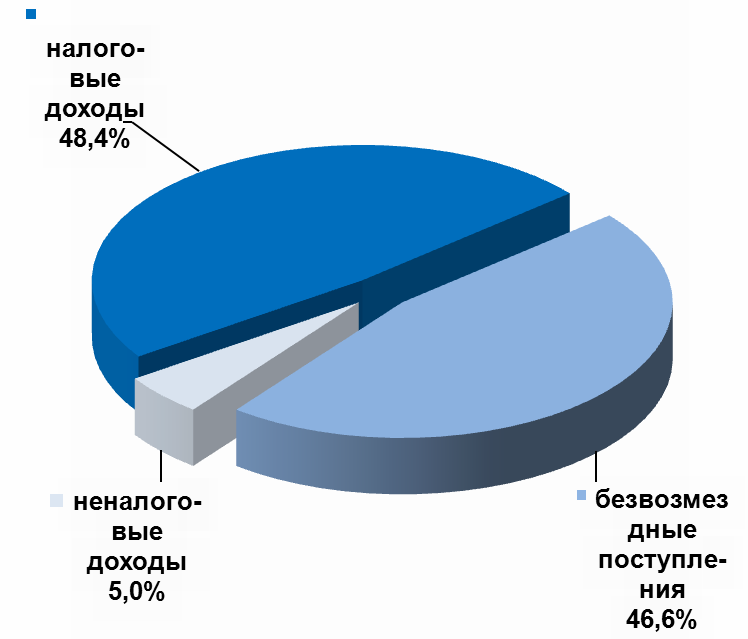 налого-
вые
доходы
48,4%
неналого-
вые
доходы
5,0%
безвозмез
дные
поступле-
ния
46,6%